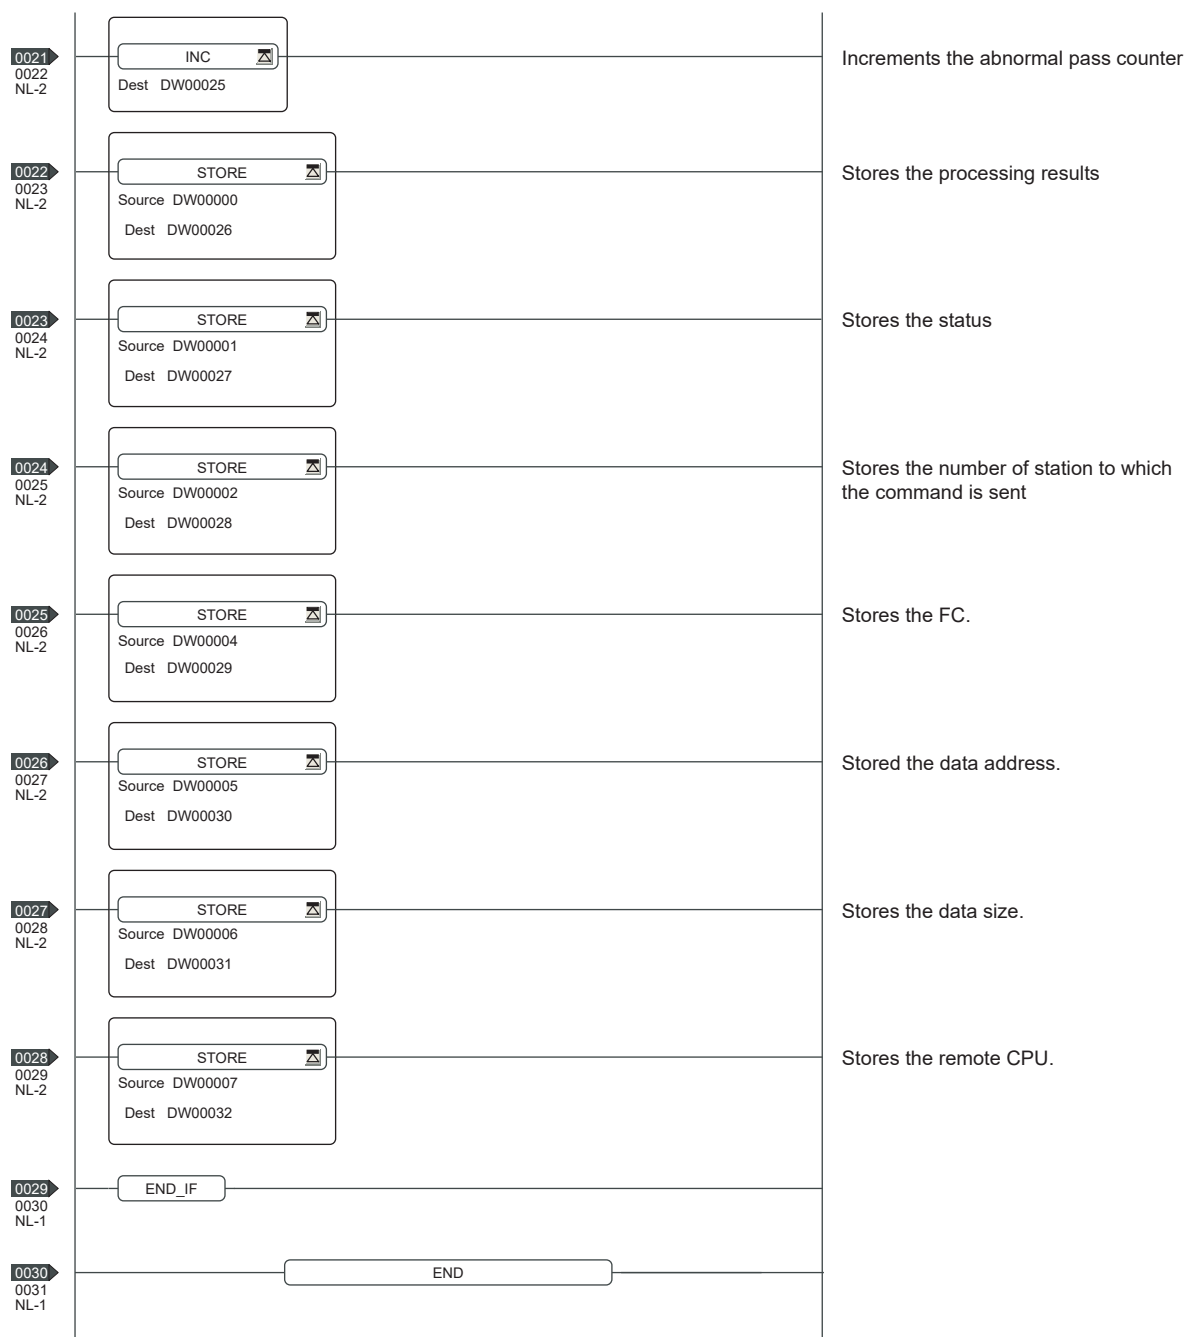 0021
0022
NL-2
INC
Dest DW00025
Increments the abnormal pass counter
0022
0023
NL-2
STORE
Source DW00000
Dest DW00026
Stores the processing results
0023
0024
NL-2
STORE
Source DW00001
Dest DW00027
Stores the status
0024
0025
NL-2
STORE
Source DW00002
Dest DW00028
Stores the number of station to which
the command is sent
0025
0026
NL-2
STORE
Source DW00004
Dest DW00029
Stores the FC.
0026
0027
NL-2
STORE
Source DW00005
Dest DW00030
Stored the data address.
0027
0028
NL-2
STORE
Source DW00006
Dest DW00031
Stores the data size.
0028
0029
NL-2
STORE
Source DW00007
Dest DW00032
Stores the remote CPU.
0029
0030
NL-1
END_IF
0030
0031
NL-1
END